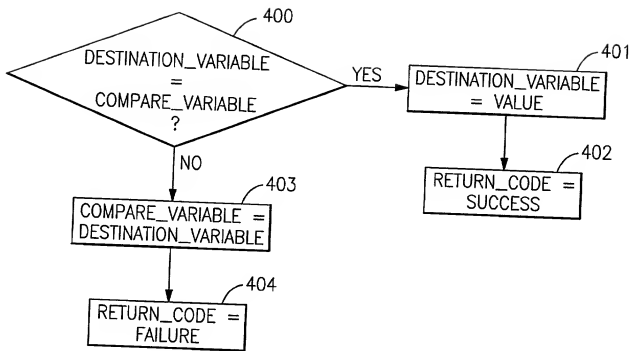 400
DESTINATION_VARIABLE
=
COMPARE_VARIABLE
?
YES
401
DESTINATION_VARIABLE
= VALUE
402
RETURN_CODE =
SUCCESS
NO
403
COMPARE_VARIABLE =
DESTINATION_VARIABLE
404
RETURN_CODE =
FAILURE